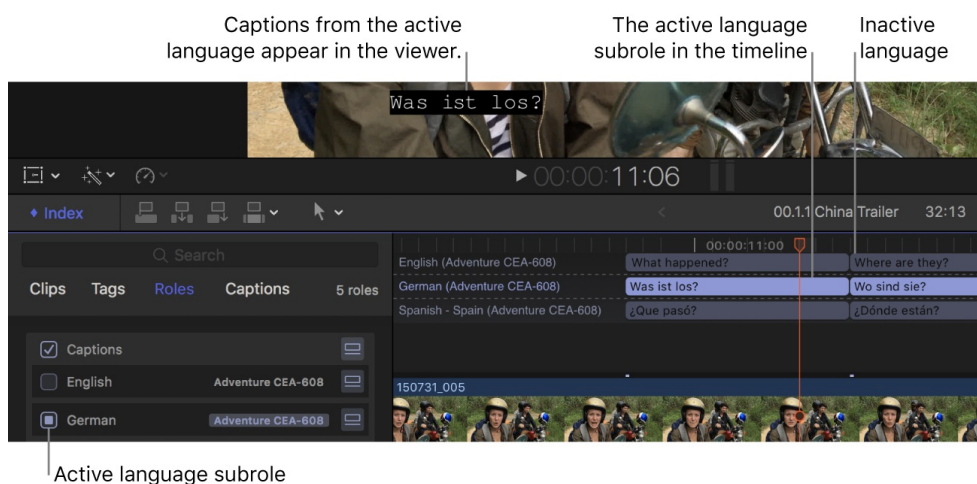 Captions from the active
language appear in the viewer.
The active language
subrole in the timeline
Inactive
language
Was ist los?
00:00:11:06
Index
00.1.1 China Trailer 32:13
Search
Clips Tags Roles Captions 5 roles
00:00:11:00
English (Adventure CEA-608) What happened? Where are they?
German (Adventure CEA-608) Was ist los? Wo sind sie?
Spanish - Spain (Adventure CEA-608) ¿Que pasó? ¿Dónde están?
Captions
English Adventure CEA-608
German Adventure CEA-608
150731_005
Active language subrole